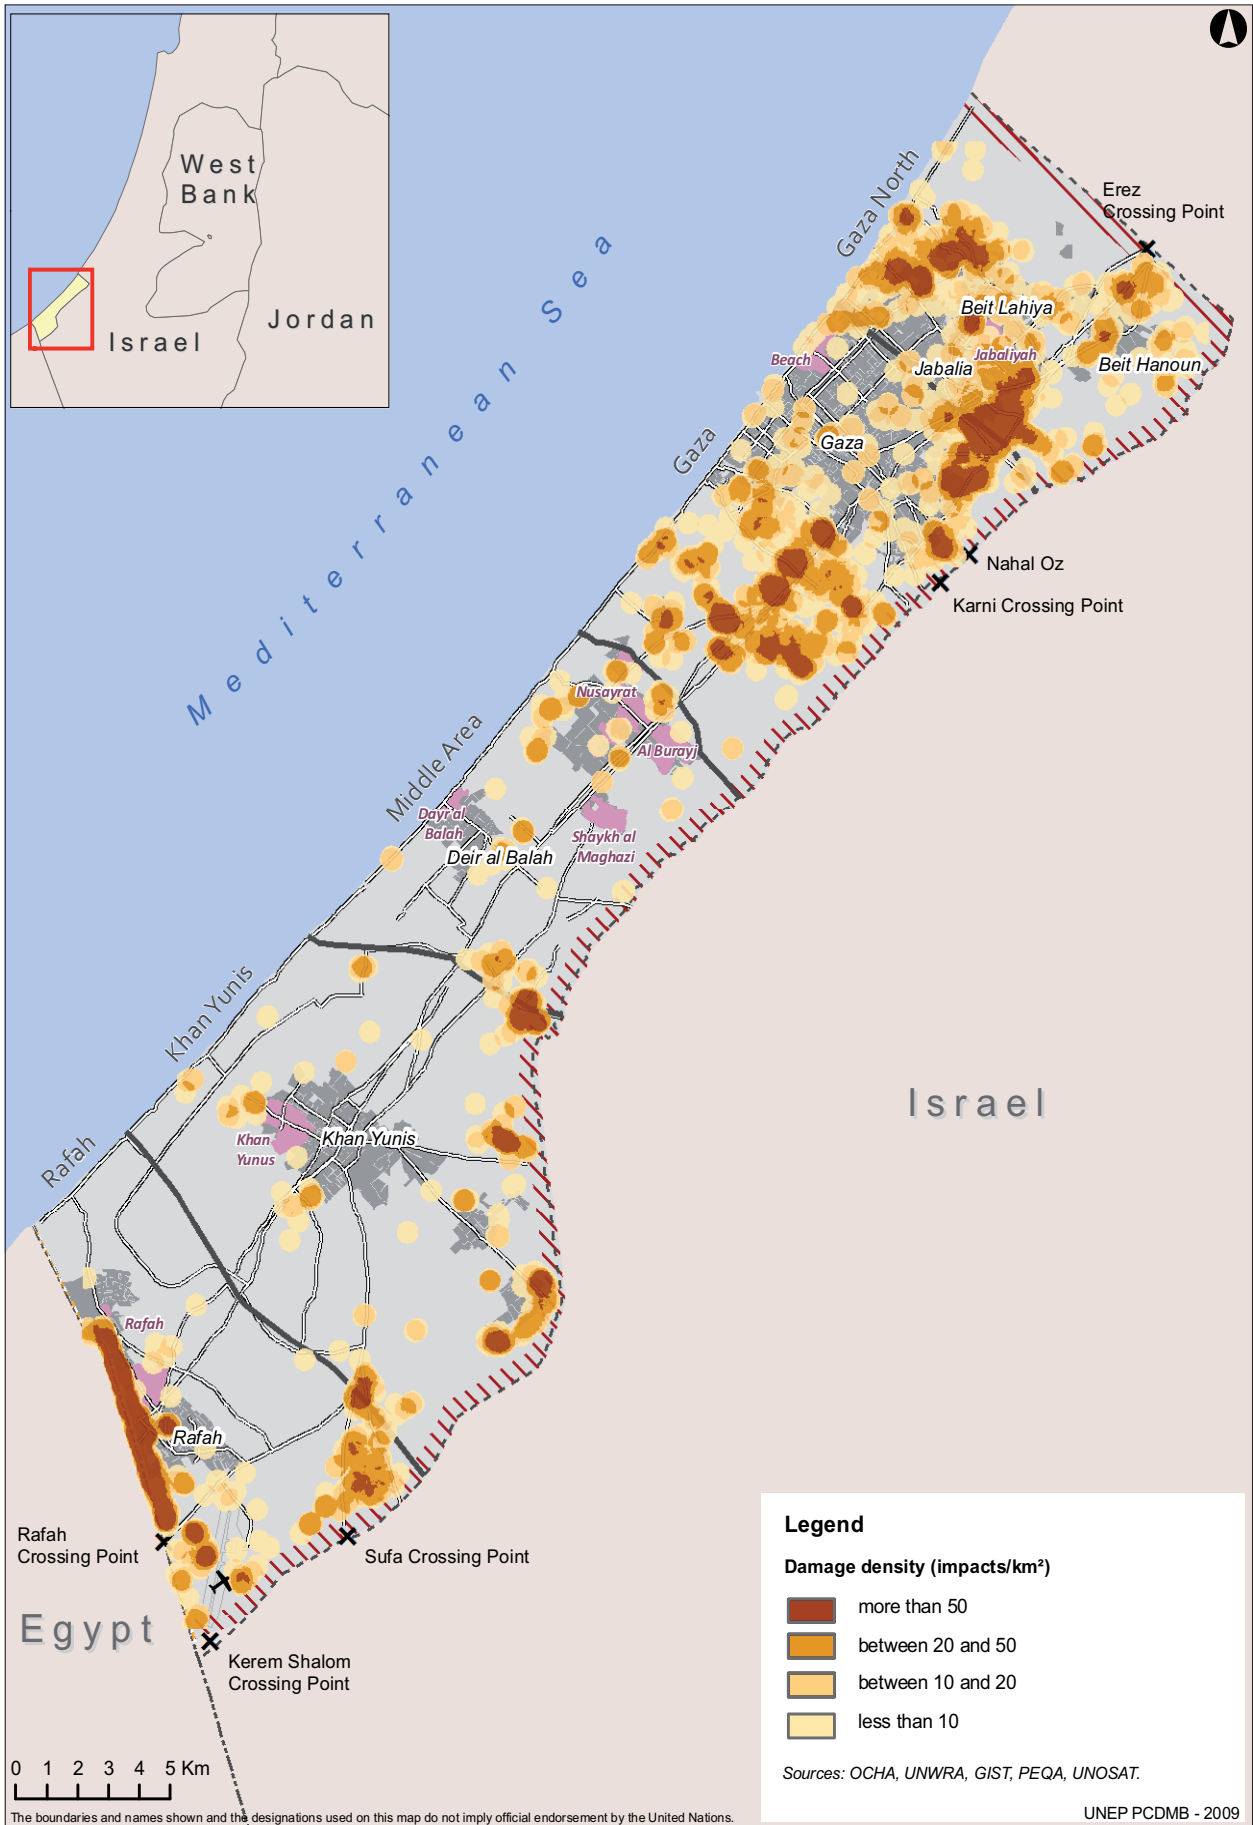 West
Bank
Israel
Jordan
Mediterranean Sea
Gaza North
Erez
Crossing Point
Beit Lahiya
Beach
Jabalia
Jabaliyah
Beit Hanoun
Gaza
Gaza
Nahal Oz
Karni Crossing Point
Nusayrat
Al Burayj
Middle Area
Dayr al
Balah
Shaykh al
Maghazi
Deir al Balah
Khan Yunis
Israel
Khan
Yunus
Khan Yunis
Rafah
Rafah
Rafah
Rafah
Crossing Point
Sufa Crossing Point
Egypt
Kerem Shalom
Crossing Point
Legend
Damage density (impacts/km²)
more than 50
between 20 and 50
between 10 and 20
less than 10
Sources: OCHA, UNWRA, GIST, PEQA, UNOSAT.
0 1 2 3 4 5 Km
The boundaries and names shown and the designations used on this map do not imply official endorsement by the United Nations.
UNEP PCDMB - 2009